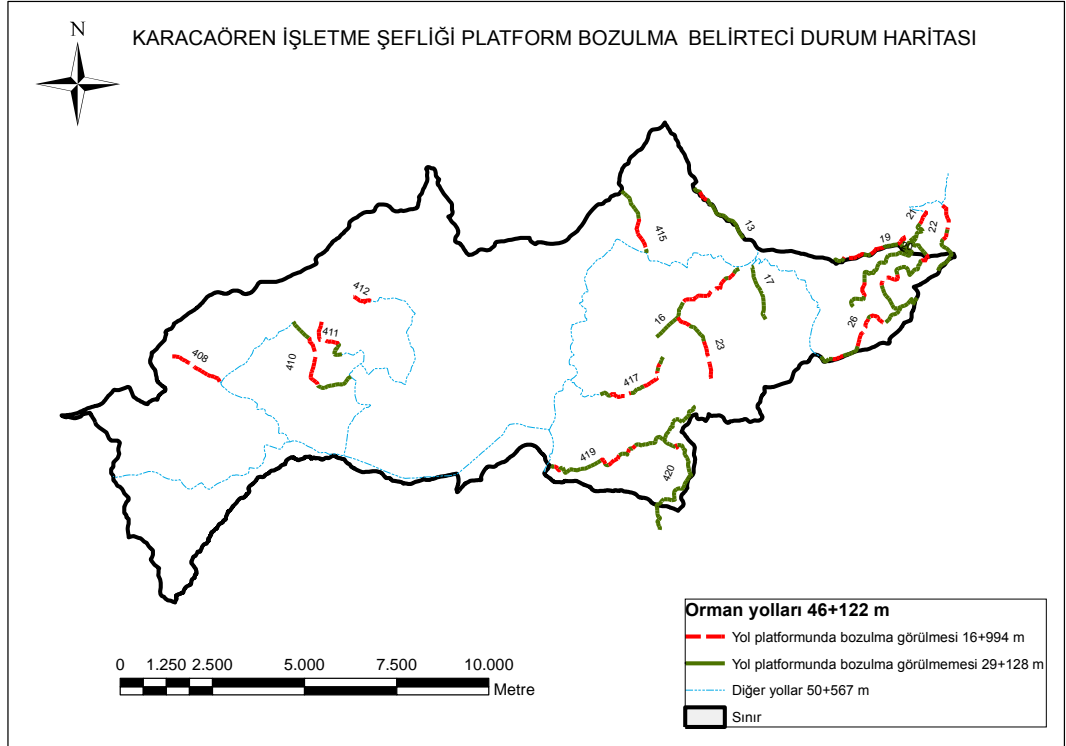 N
KARACAÖREN İŞLETME ŞEFLİĞİ PLATFORM BOZULMA BELİRTECİ DURUM HARİTASI
415
13
21
22
19
17
412
16
26
411
408
410
23
417
419
420
Orman yolları 46+122 m
Yol platformunda bozulma görülmesi 16+994 m
Yol platformunda bozulma görülmemesi 29+128 m
Diğer yollar 50+567 m
Sınır
0 1.250 2.500 5.000 7.500 10.000
Metre